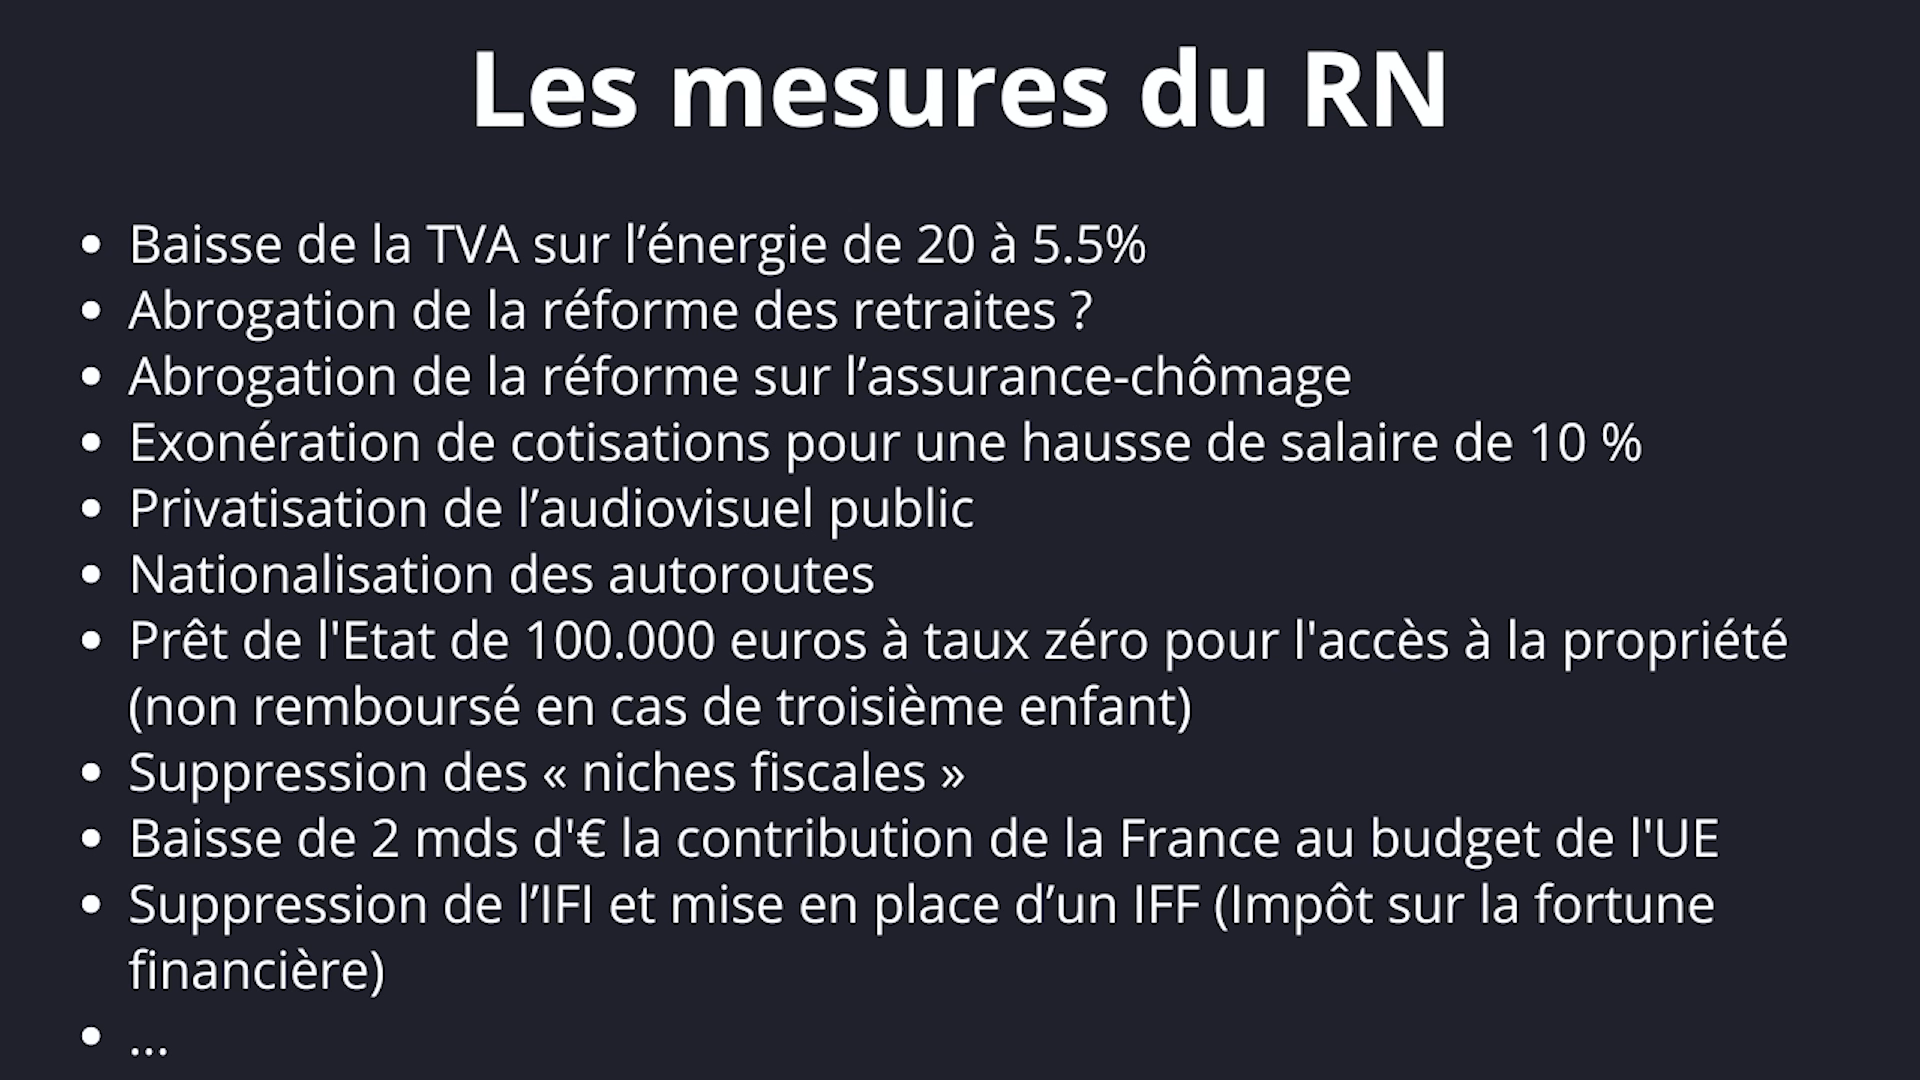 Les mesures du RN
• Baisse de la TVA sur l’énergie de 20 à 5.5%
• Abrogation de la réforme des retraites ?
• Abrogation de la réforme sur l’assurance-chômage
• Exonération de cotisations pour une hausse de salaire de 10 %
• Privatisation de l’audiovisuel public
• Nationalisation des autoroutes
• Prêt de l'Etat de 100.000 euros à taux zéro pour l'accès à la propriété
(non remboursé en cas de troisième enfant)
• Suppression des « niches fiscales »
• Baisse de 2 mds d'€ la contribution de la France au budget de l'UE
• Suppression de l’IFI et mise en place d’un IFF (Impôt sur la fortune
financière)
• ...